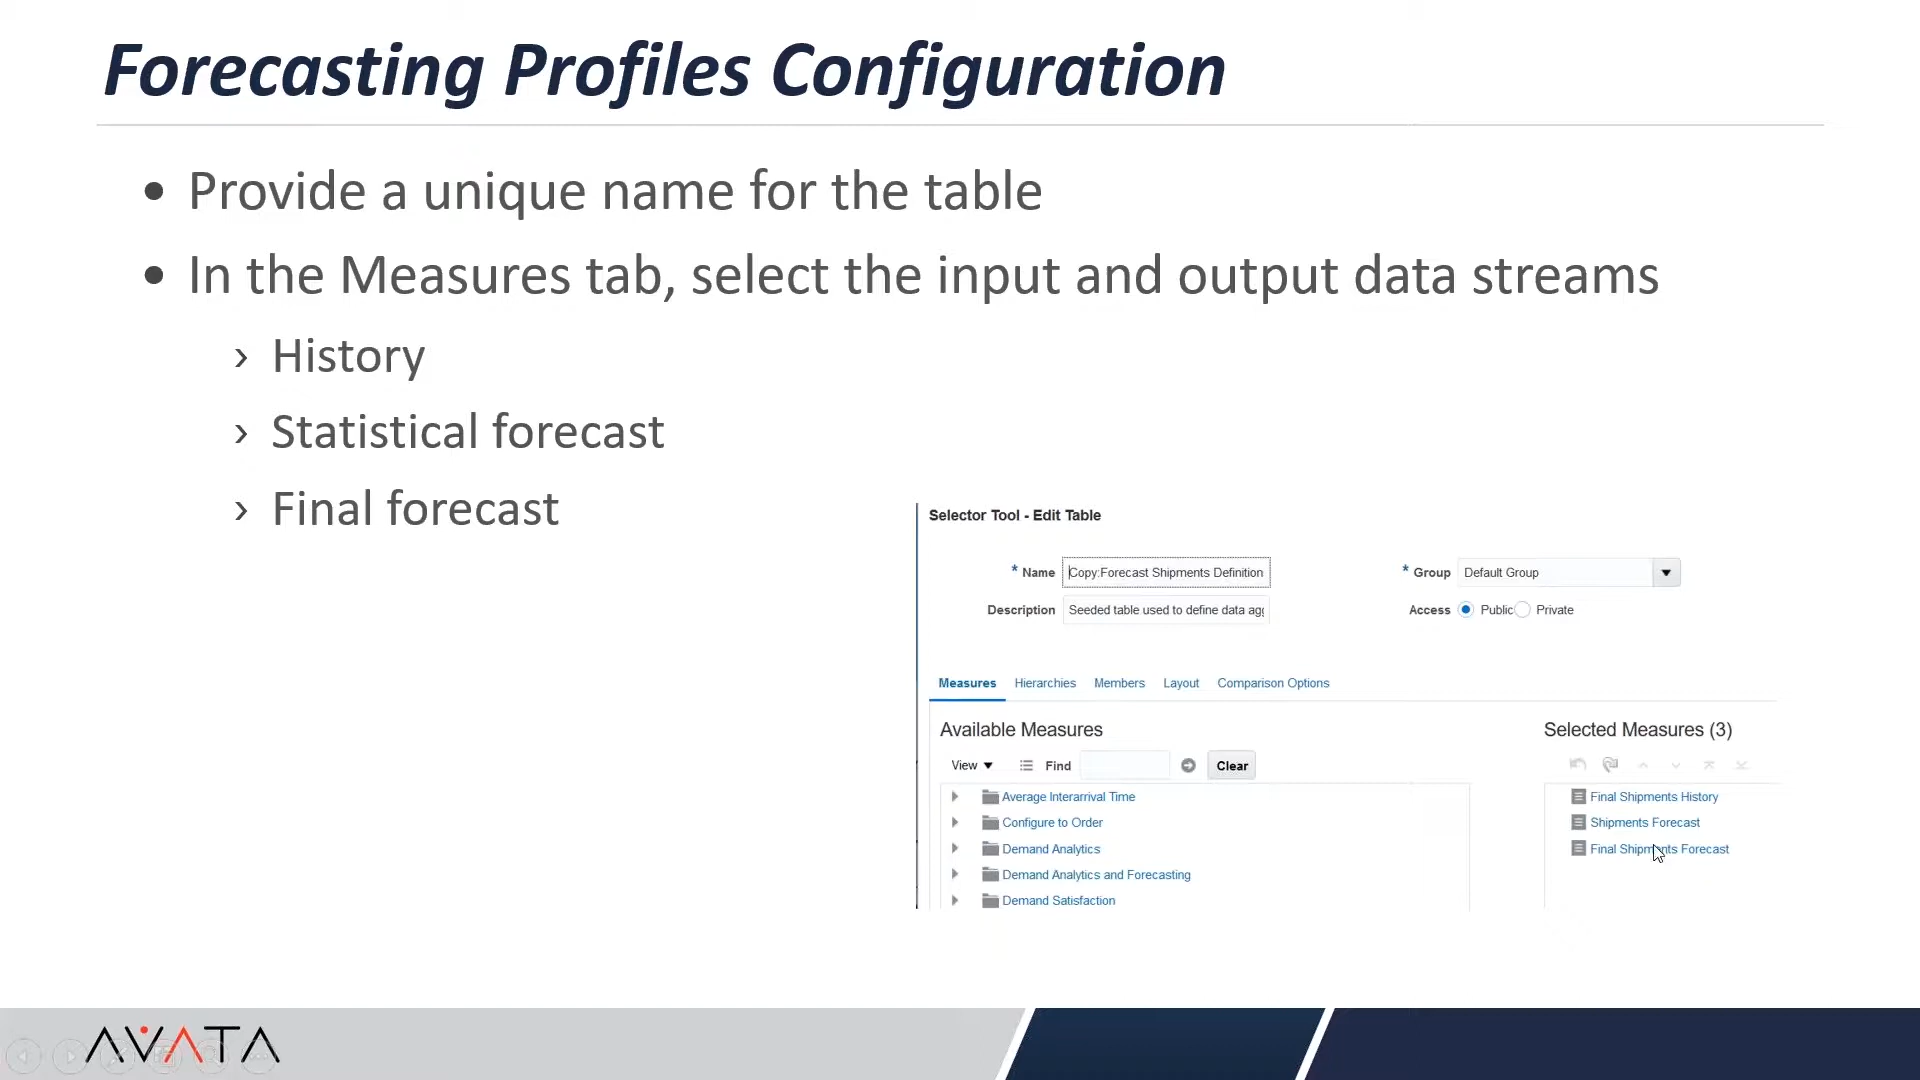 Forecasting Profiles Configuration
• Provide a unique name for the table
• In the Measures tab, select the input and output data streams
› History
› Statistical forecast
› Final forecast
Selector Tool - Edit Table
* Name Copy:Forecast Shipments Definition * Group Default Group
Description Seeded table used to define data agg Access Public Private
Measures Hierarchies Members Layout Comparison Options
Available Measures Selected Measures (3)
View Find Clear
Average Interarrival Time Final Shipments History
Configure to Order Shipments Forecast
Demand Analytics Final Shipments Forecast
Demand Analytics and Forecasting
Demand Satisfaction
AVATA